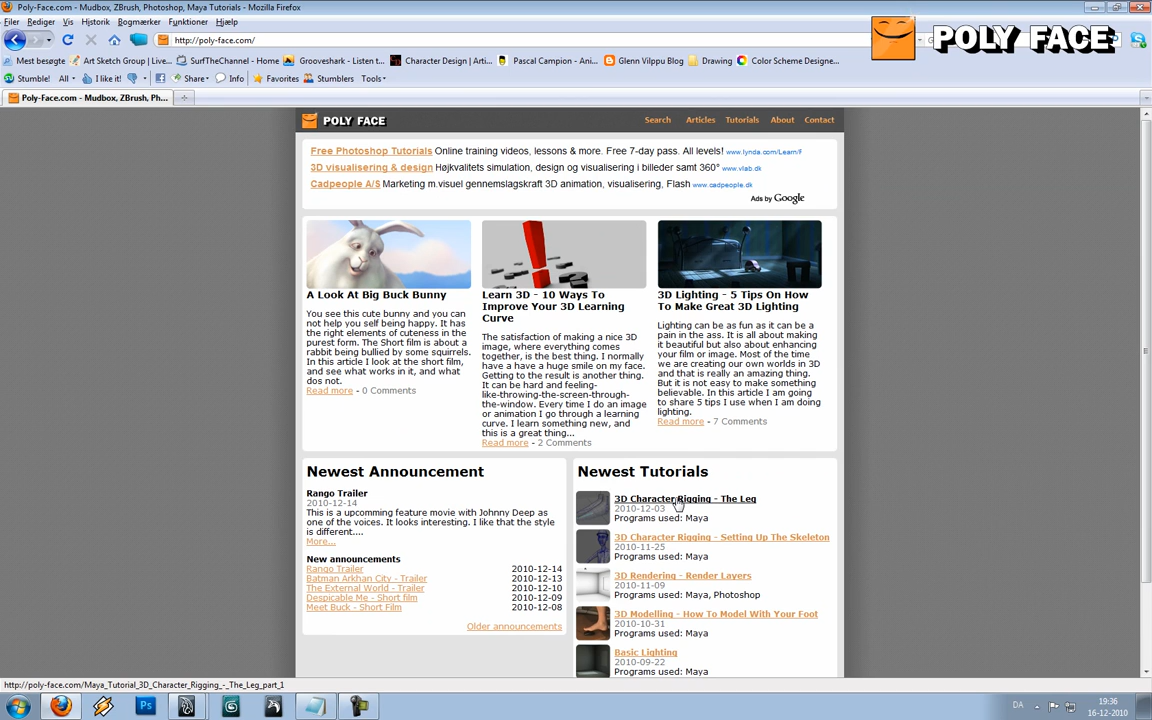 Poly-Face.com - Mudbox, ZBrush, Photoshop, Maya Tutorials - Mozilla Firefox
Filer Rediger Vis Historik Bogmærker Funktioner Hjælp
http://poly-face.com/
POLY FACE
Mest besøgte Art Sketch Group | Live... SurfTheChannel - Home Grooveshark - Listen t... Character Design | Arti... Pascal Campion - Ani... Glenn Vilppu Blog Drawing Color Scheme Designe...
Stumble! All I like it! Share Info Favorites Stumblers Tools
Poly-Face.com - Mudbox, ZBrush, Ph...
POLY FACE Search Articles Tutorials About Contact
Free Photoshop Tutorials Online training videos, lessons & more. Free 7-day pass. All levels! www.lynda.com/Learn/F
3D visualisering & design Højkvalitets simulation, design og visualisering i billeder samt 360° www.vlab.dk
Cadpeople A/S Marketing m.visuel gennemslagskraft 3D animation, visualisering, Flash www.cadpeople.dk
Ads by Google
A Look At Big Buck Bunny
You see this cute bunny and you can
not help you self being happy. It has
the right elements of cuteness in the
purest form. The Short film is about a
rabbit being bullied by some squirrels.
In this article I look at the short film,
and see what works in it, and what
dos not.
Read more - 0 Comments
Learn 3D - 10 Ways To
Improve Your 3D Learning
Curve
The satisfaction of making a nice 3D
image, where everything comes
together, is the best thing. I normally
have a have a huge smile on my face.
Getting to the result is another thing.
It can be hard and feeling-
like-throwing-the-screen-through-
the-window. Every time I do an image
or animation I go through a learning
curve. I learn something new, and
this is a great thing...
Read more - 2 Comments
3D Lighting - 5 Tips On How
To Make Great 3D Lighting
Lighting can be as fun as it can be a
pain in the ass. It is all about making
it beautiful but also about enhancing
your film or image. Most of the time
we are creating our own worlds in 3D
and that is really an amazing thing.
But it is not easy to make something
believable. In this article I am going
to share 5 tips I use when I am doing
lighting.
Read more - 7 Comments
Newest Announcement
Rango Trailer
2010-12-14
This is a upcomming feature movie with Johnny Deep as
one of the voices. It looks interesting. I like that the style
is different....
More...
New announcements
Rango Trailer 2010-12-14
Batman Arkhan City - Trailer 2010-12-13
The External World - Trailer 2010-12-10
Despicable Me - Short film 2010-12-09
Meet Buck - Short Film 2010-12-08
Older announcements
Newest Tutorials
3D Character Rigging - The Leg
2010-12-03
Programs used: Maya
3D Character Rigging - Setting Up The Skeleton
2010-11-25
Programs used: Maya
3D Rendering - Render Layers
2010-11-09
Programs used: Maya, Photoshop
3D Modelling - How To Model With Your Foot
2010-10-31
Programs used: Maya
Basic Lighting
2010-09-22
Programs used: Maya
http://poly-face.com/Maya_Tutorial_3D_Character_Rigging_-_The_Leg_part_1
Ps
DA 19:36
16-12-2010